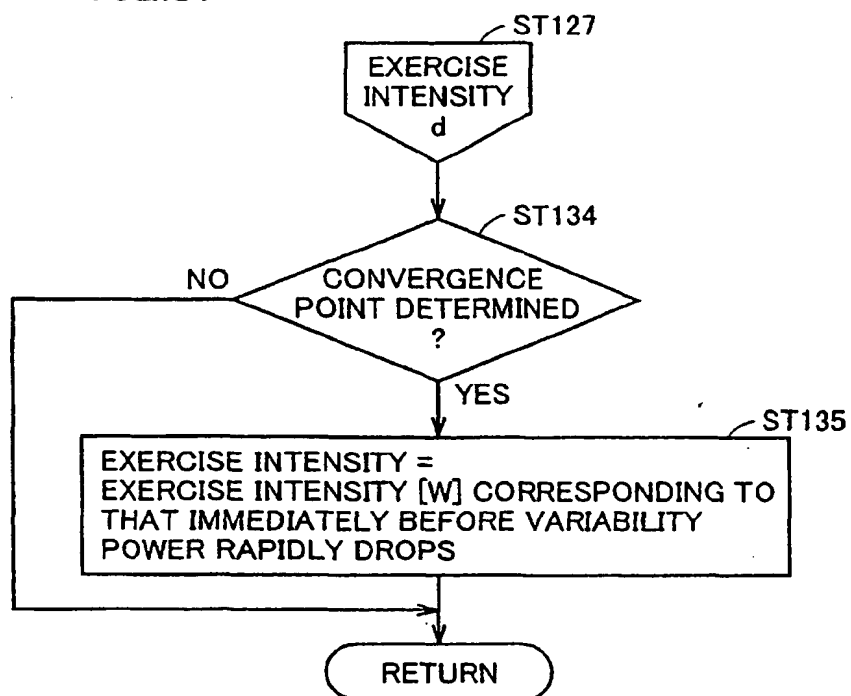 ST127
EXERCISE
INTENSITY
d
ST134
NO
CONVERGENCE
POINT DETERMINED
?
YES
ST135
EXERCISE INTENSITY =
EXERCISE INTENSITY [W] CORRESPONDING TO
THAT IMMEDIATELY BEFORE VARIABILITY
POWER RAPIDLY DROPS
RETURN